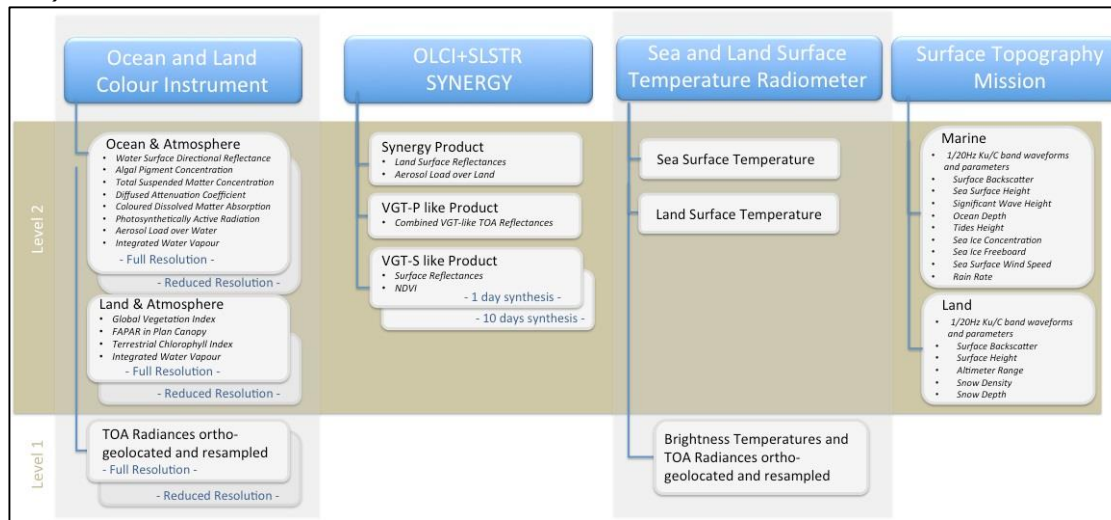 Ocean and Land
Colour Instrument
OLCI+SLSTR
SYNERGY
Sea and Land Surface
Temperature Radiometer
Surface Topography
Mission
Level 2
Ocean & Atmosphere
• Water Surface Directional Reflectance
• Algal Pigment Concentration
• Total Suspended Matter Concentration
• Diffused Attenuation Coefficient
• Coloured Dissolved Matter Absorption
• Photosynthetically Active Radiation
• Aerosol Load over Water
• Integrated Water Vapour
- Full Resolution -
- Reduced Resolution -
Land & Atmosphere
• Global Vegetation Index
• FAPAR in Plan Canopy
• Terrestrial Chlorophyll Index
• Integrated Water Vapour
- Full Resolution -
- Reduced Resolution -
Synergy Product
• Land Surface Reflectances
• Aerosol Load over Land
VGT-P like Product
• Combined VGT-like TOA Reflectances
VGT-S like Product
• Surface Reflectances
• NDVI
- 1 day synthesis -
- 10 days synthesis -
Sea Surface Temperature
Land Surface Temperature
Marine
• 1/20Hz Ku/C band waveforms
and parameters
• Surface Backscatter
• Sea Surface Height
• Significant Wave Height
• Ocean Depth
• Tides Height
• Sea Ice Concentration
• Sea Ice Freeboard
• Sea Surface Wind Speed
• Rain Rate
Land
• 1/20Hz Ku/C band waveforms
and parameters
• Surface Backscatter
• Surface Height
• Altimeter Range
• Snow Density
• Snow Depth
Level 1
TOA Radiances ortho-
geolocated and resampled
- Full Resolution -
- Reduced Resolution -
Brightness Temperatures and
TOA Radiances ortho-
geolocated and resampled